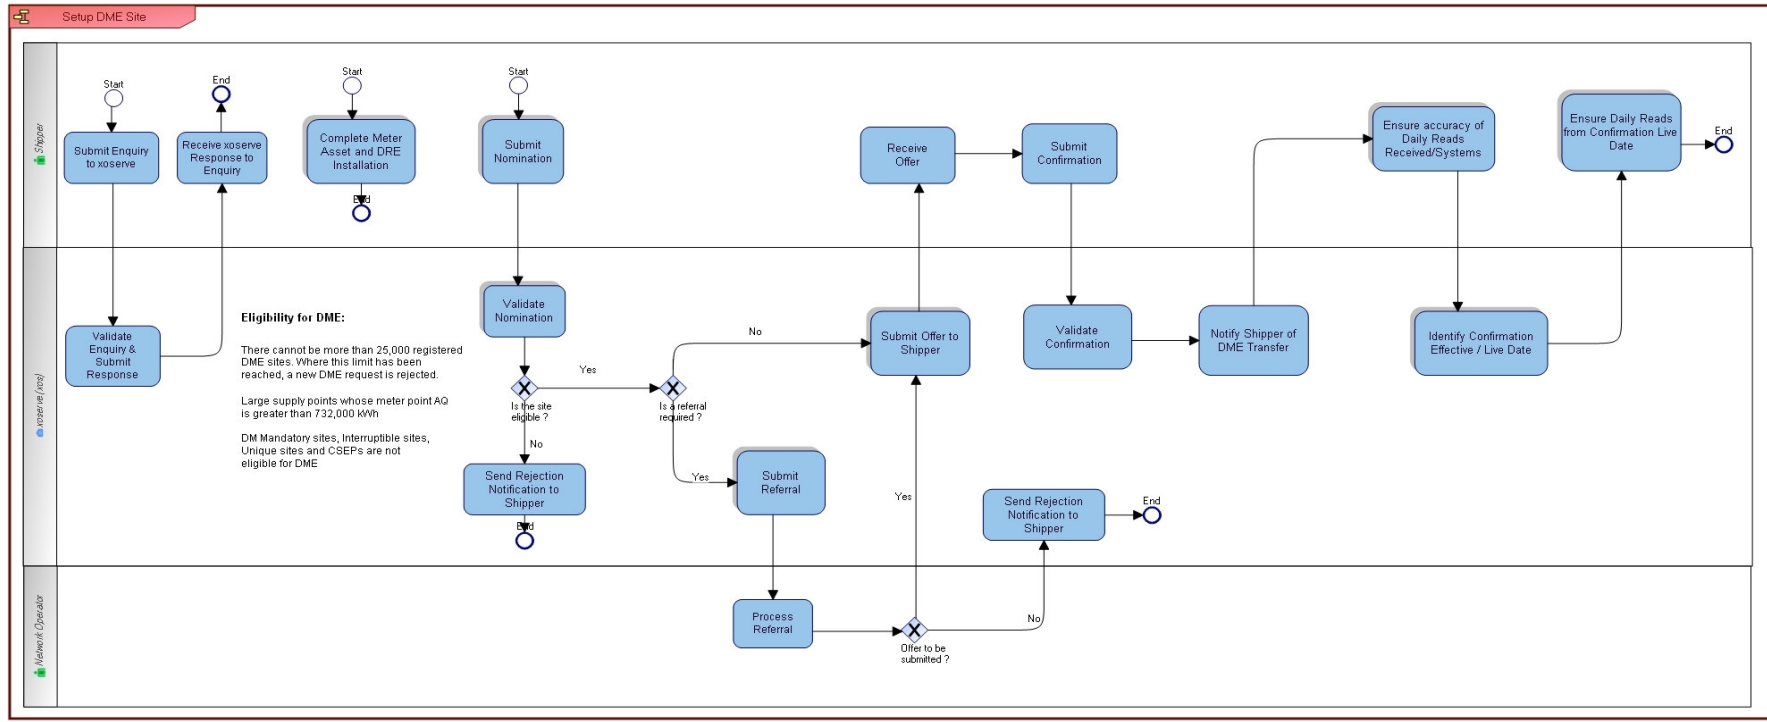 Setup DME Site
Shipper
Start
Submit Enquiry
to xoserve
End
Receive xoserve
Response to
Enquiry
Start
Complete Meter
Asset and DRE
Installation
End
Start
Submit
Nomination
Receive
Offer
Submit
Confirmation
Ensure accuracy of
Daily Reads
Received/Systems
Ensure Daily Reads
from Confirmation Live
Date
End
xoserve (xos)
Validate
Enquiry &
Submit
Response
Eligibility for DME:
There cannot be more than 25,000 registered
DME sites. Where this limit has been
reached, a new DME request is rejected.
Large supply points whose meter point AQ
is greater than 732,000 kWh
DM Mandatory sites, Interruptible sites,
Unique sites and CSEPs are not
eligible for DME
Validate
Nomination
Is the site
eligible ?
Yes
No
Send Rejection
Notification to
Shipper
End
Is a referral
required ?
No
Yes
Submit
Referral
Submit Offer to
Shipper
Yes
Validate
Confirmation
Notify Shipper of
DME Transfer
Identify Confirmation
Effective / Live Date
Send Rejection
Notification to
Shipper
End
Network Operator
Process
Referral
Offer to be
submitted ?
No